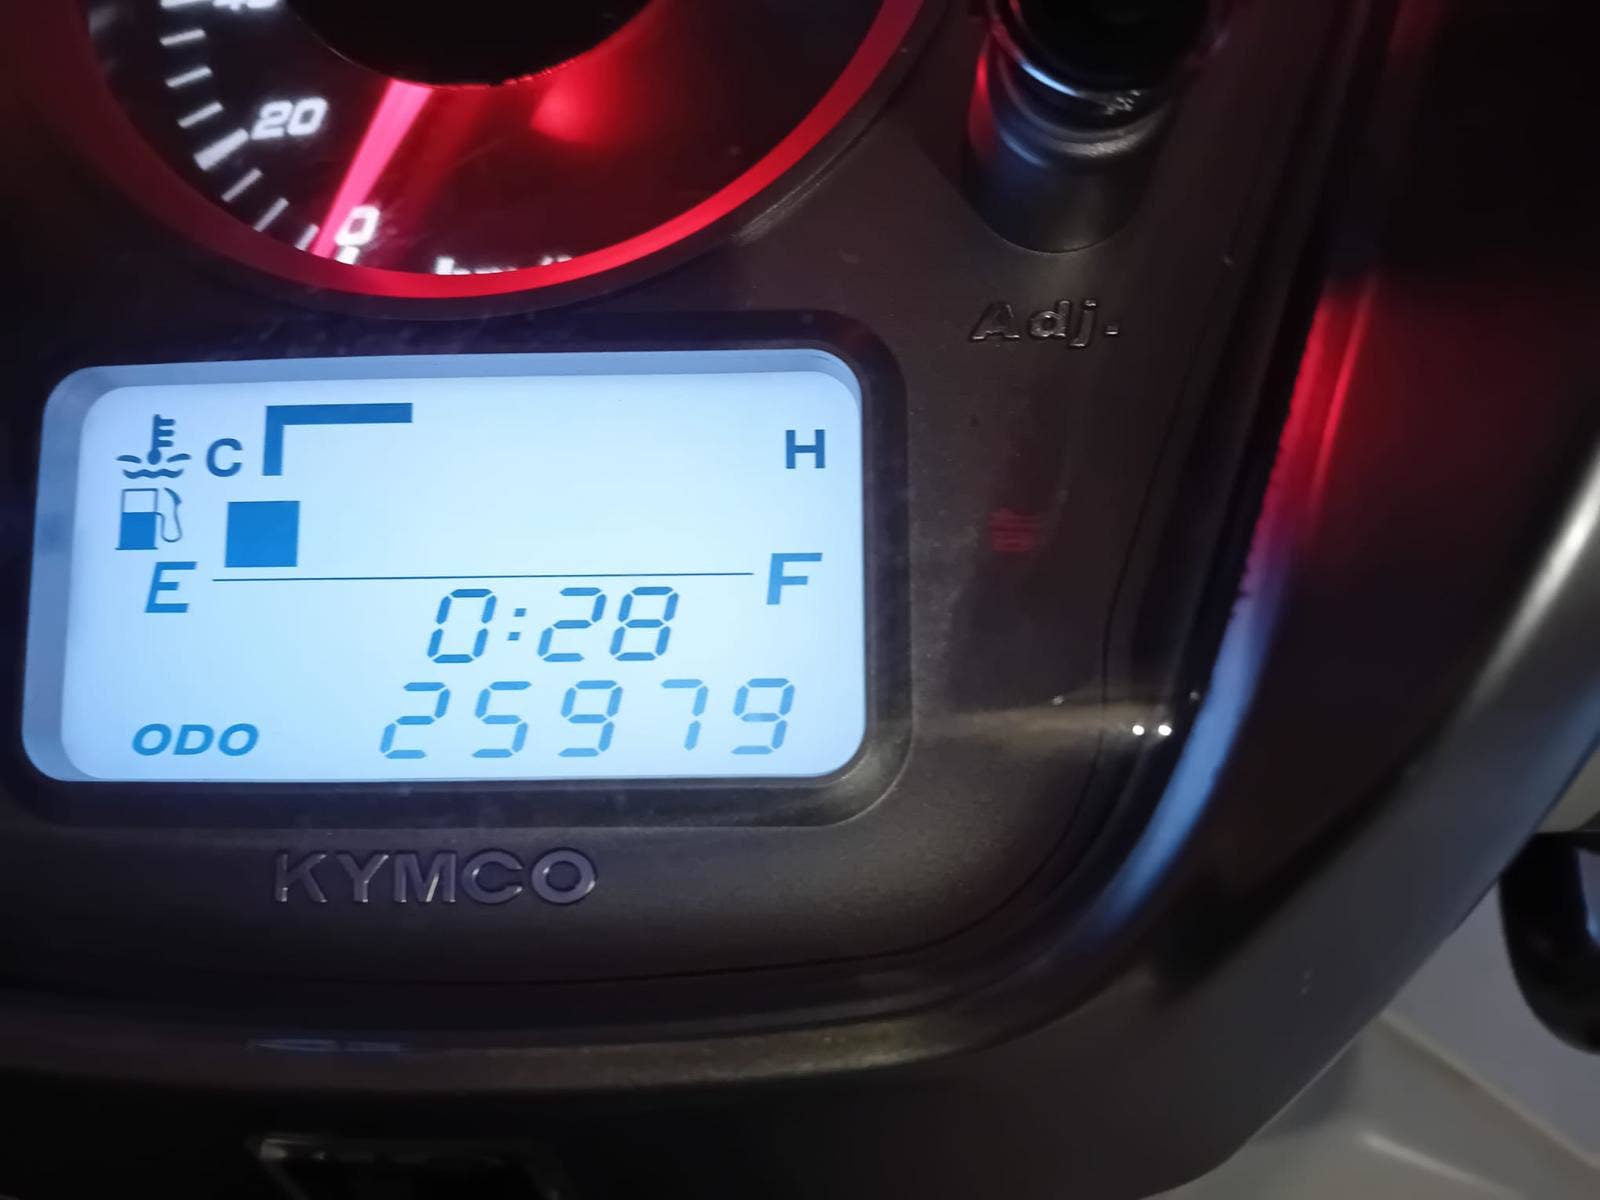 20
0
Adj.
C H
E F
0:28
ODO 25979
KYMCO